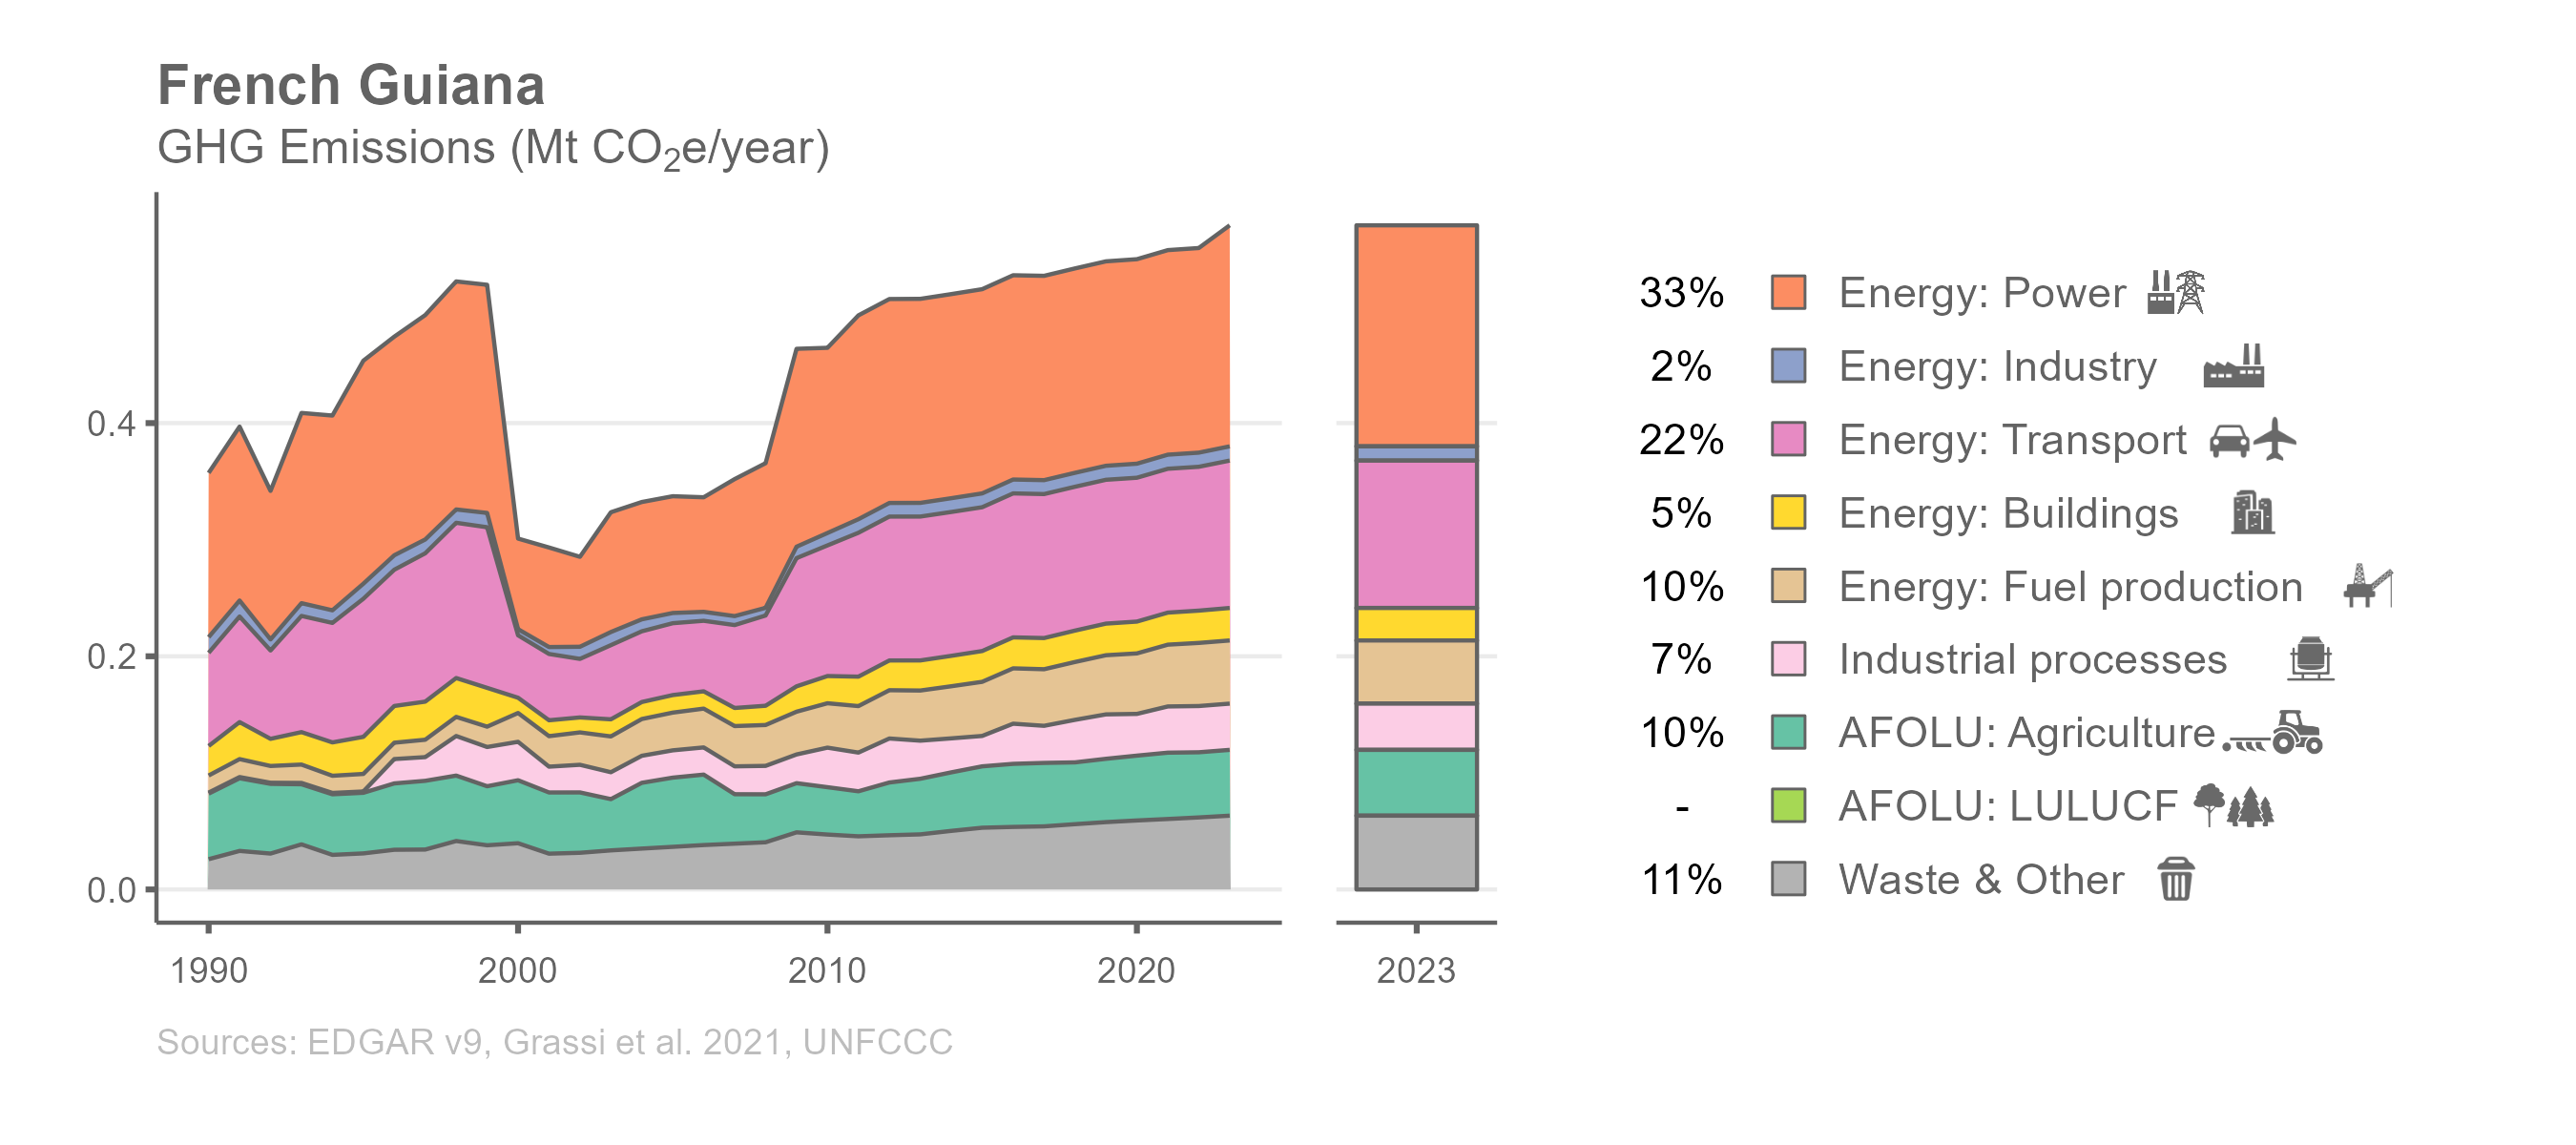 French Guiana
GHG Emissions (Mt CO₂e/year)
0.4
0.2
0.0
1990 2000 2010 2020 2023
33% Energy: Power
2% Energy: Industry
22% Energy: Transport
5% Energy: Buildings
10% Energy: Fuel production
7% Industrial processes
10% AFOLU: Agriculture
- AFOLU: LULUCF
11% Waste & Other
Sources: EDGAR v9, Grassi et al. 2021, UNFCCC